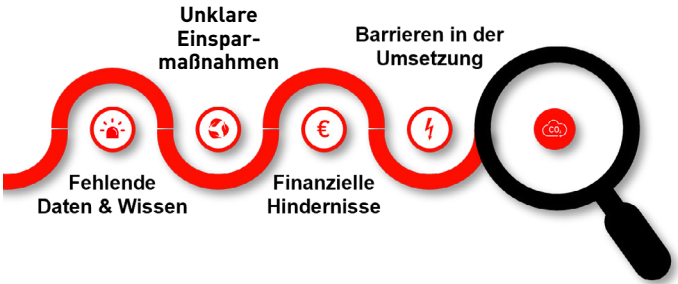 Unklare
Einspar-
maßnahmen
Barrieren in der
Umsetzung
€
CO₂
Fehlende
Daten & Wissen
Finanzielle
Hindernisse